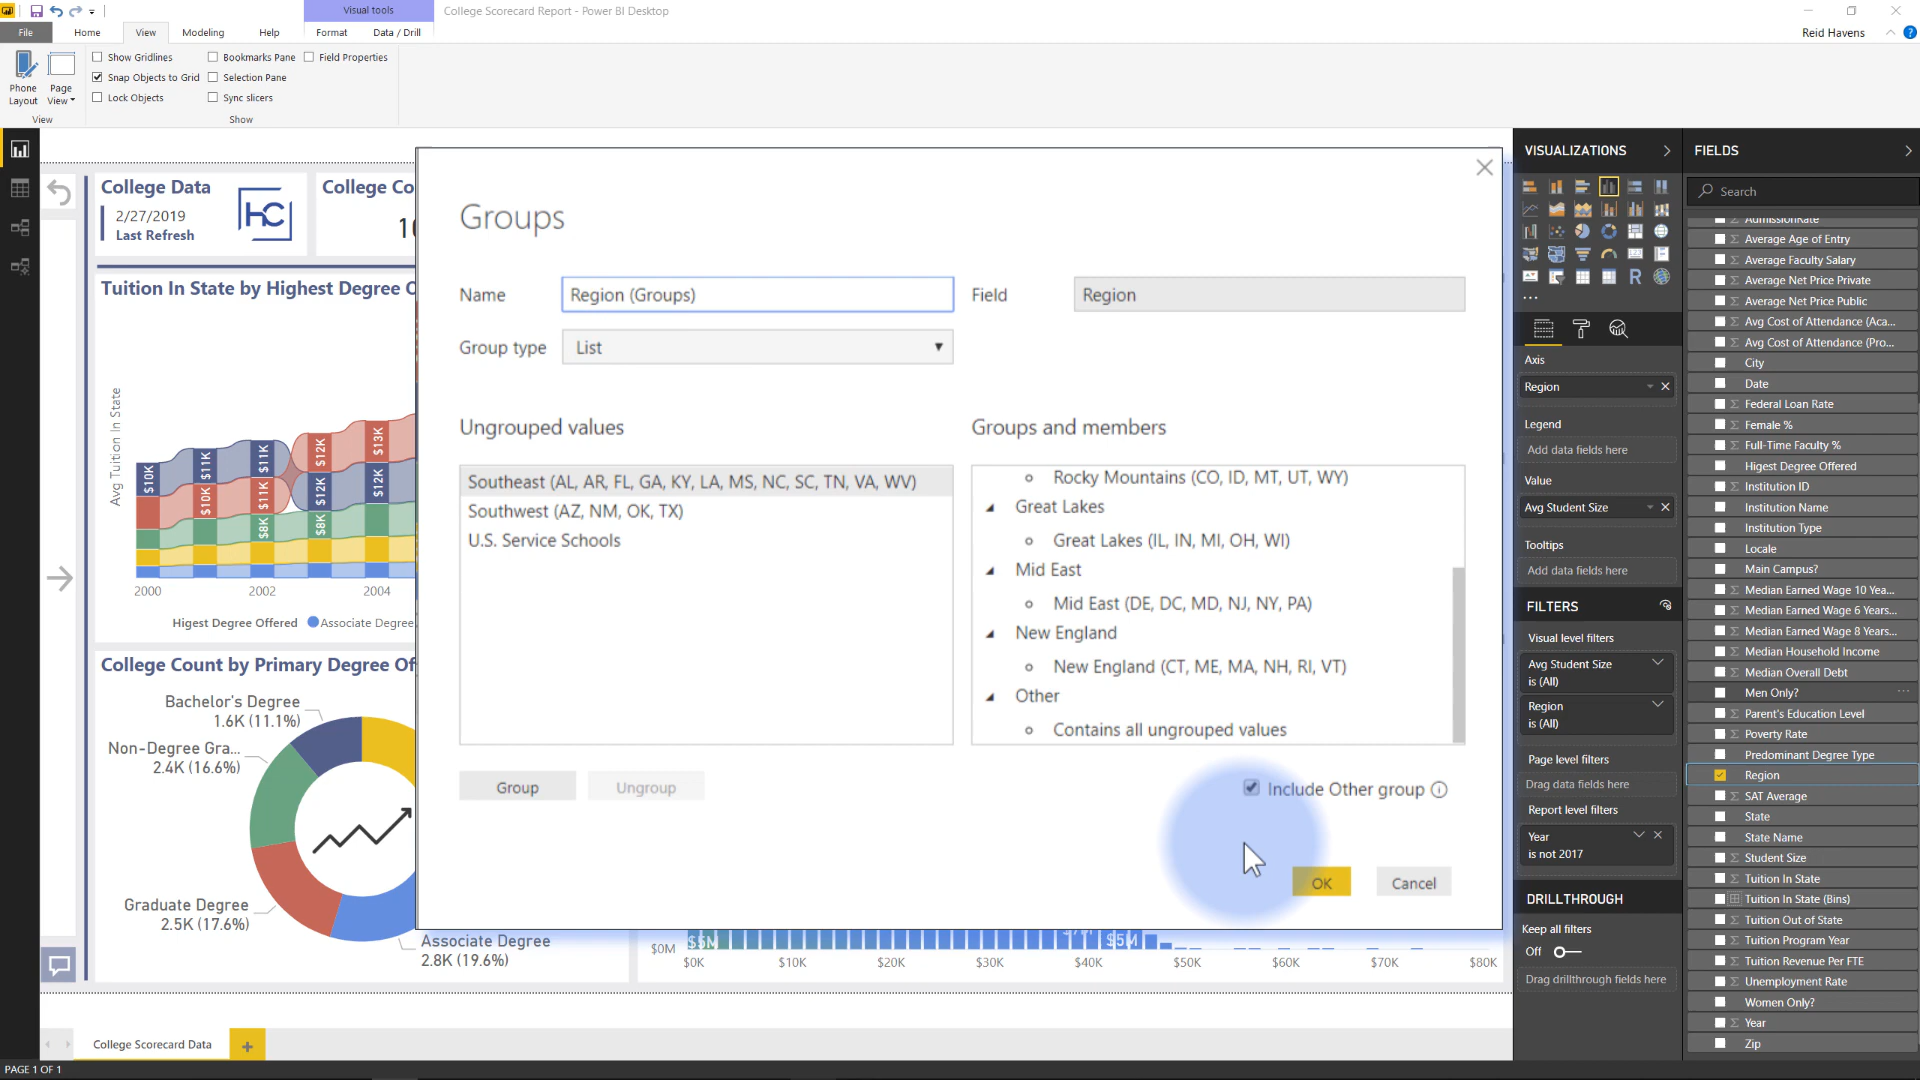 Visual tools
College Scorecard Report - Power BI Desktop
File
Home
View
Modeling
Help
Format
Data / Drill
Reid Havens
Phone Layout
Page View
Show Gridlines
Snap Objects to Grid
Lock Objects
Bookmarks Pane
Selection Pane
Sync slicers
Field Properties
View
Show
College Data
2/27/2019
Last Refresh
HC
College Co
10
Tuition In State by Highest Degree O
Avg Tuition In State
$10K
$11K
$10K
$11K
$11K
$8K
$12K
$12K
$8K
$13K
$12K
2000
2002
2004
Higest Degree Offered
Associate Degree
College Count by Primary Degree Of
Bachelor's Degree
1.6K (11.1%)
Non-Degree Gra...
2.4K (16.6%)
Graduate Degree
2.5K (17.6%)
Associate Degree
2.8K (19.6%)
$0M
$5M
$5M
$0K
$10K
$20K
$30K
$40K
$50K
$60K
$70K
$80K
Groups
Name
Region (Groups)
Field
Region
Group type
List
Ungrouped values
Southeast (AL, AR, FL, GA, KY, LA, MS, NC, SC, TN, VA, WV)
Southwest (AZ, NM, OK, TX)
U.S. Service Schools
Groups and members
Rocky Mountains (CO, ID, MT, UT, WY)
Great Lakes
Great Lakes (IL, IN, MI, OH, WI)
Mid East
Mid East (DE, DC, MD, NJ, NY, PA)
New England
New England (CT, ME, MA, NH, RI, VT)
Other
Contains all ungrouped values
Group
Ungroup
Include Other group
OK
Cancel
VISUALIZATIONS
R
Axis
Region
Legend
Add data fields here
Value
Avg Student Size
Tooltips
Add data fields here
FILTERS
Visual level filters
Avg Student Size
is (All)
Region
is (All)
Page level filters
Drag data fields here
Report level filters
Year
is not 2017
DRILLTHROUGH
Keep all filters
Off
Drag drillthrough fields here
FIELDS
Search
AdmissionRate
Average Age of Entry
Average Faculty Salary
Average Net Price Private
Average Net Price Public
Avg Cost of Attendance (Aca...
Avg Cost of Attendance (Pro...
City
Date
Federal Loan Rate
Female %
Full-Time Faculty %
Higest Degree Offered
Institution ID
Institution Name
Institution Type
Locale
Main Campus?
Median Earned Wage 10 Yea...
Median Earned Wage 6 Years...
Median Earned Wage 8 Years...
Median Household Income
Median Overall Debt
Men Only?
Parent's Education Level
Poverty Rate
Predominant Degree Type
Region
SAT Average
State
State Name
Student Size
Tuition In State
Tuition In State (Bins)
Tuition Out of State
Tuition Program Year
Tuition Revenue Per FTE
Unemployment Rate
Women Only?
Year
Zip
College Scorecard Data
PAGE 1 OF 1